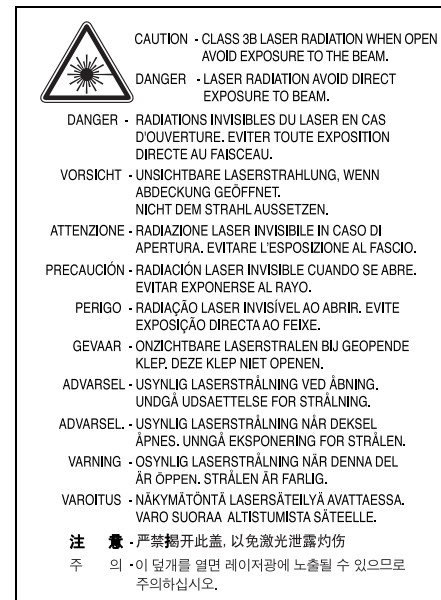 CAUTION - CLASS 3B LASER RADIATION WHEN OPEN
AVOID EXPOSURE TO THE BEAM.
DANGER - LASER RADIATION AVOID DIRECT
EXPOSURE TO BEAM.
DANGER - RADIATIONS INVISIBLES DU LASER EN CAS
D'OUVERTURE. EVITER TOUTE EXPOSITION
DIRECTE AU FAISCEAU.
VORSICHT - UNSICHTBARE LASERSTRAHLUNG, WENN
ABDECKUNG GEÖFFNET.
NICHT DEM STRAHL AUSSETZEN.
ATTENZIONE - RADIAZIONE LASER INVISIBILE IN CASO DI
APERTURA. EVITARE L'ESPOSIZIONE AL FASCIO.
PRECAUCIÓN - RADIACIÓN LASER INVISIBLE CUANDO SE ABRE.
EVITAR EXPONERSE AL RAYO.
PERIGO - RADIAÇÃO LASER INVISÍVEL AO ABRIR. EVITE
EXPOSIÇÃO DIRECTA AO FEIXE.
GEVAAR - ONZICHTBARE LASERSTRALEN BIJ GEOPENDE
KLEP. DEZE KLEP NIET OPENEN.
ADVARSEL - USYNLIG LASERSTRÅLNING VED ÅBNING.
UNDGÅ UDSAETTELSE FOR STRÅLNING.
ADVARSEL. - USYNLIG LASERSTRÅLNING NÅR DEKSEL
ÅPNES. UNNGÅ EKSPONERING FOR STRÅLEN.
VARNING - OSYNLIG LASERSTRÅLNING NÄR DENNA DEL
ÄR ÖPPEN. STRÅLEN ÄR FARLIG.
VAROITUS - NÄKYMÄTÖNTÄ LASERSÄTEILYÄ AVATTAESSA.
VARO SUORAA ALTISTUMISTA SÄTEELLE.
注 意 - 严禁揭开此盖, 以免激光泄露灼伤
주 의 - 이 덮개를 열면 레이저광에 노출될 수 있으므로
주의하십시오.